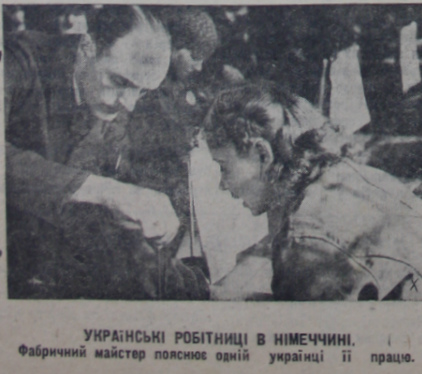 УКРАЇНСЬКІ РОБІТНИЦІ В НІМЕЧЧИНІ.
Фабричний майстер пояснює одній українці її працю.